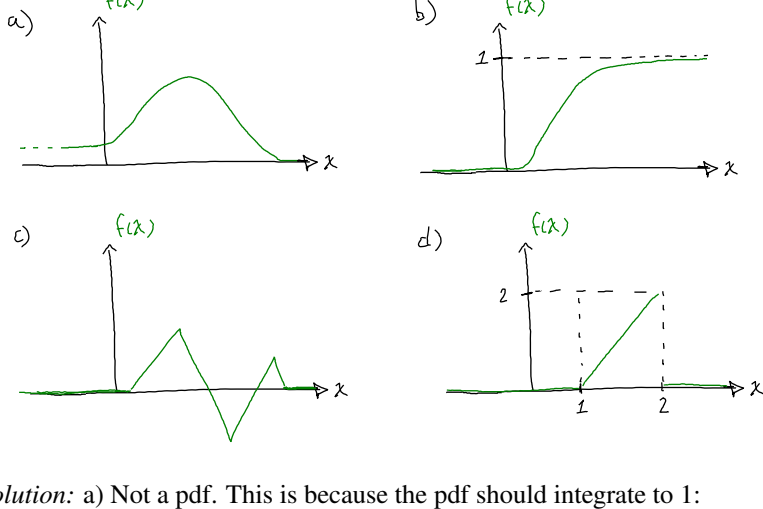 a)
f(x)
x
b)
f(x)
1
x
c)
f(x)
x
d)
f(x)
2
1 2
x
olution: a) Not a pdf. This is because the pdf should integrate to 1: